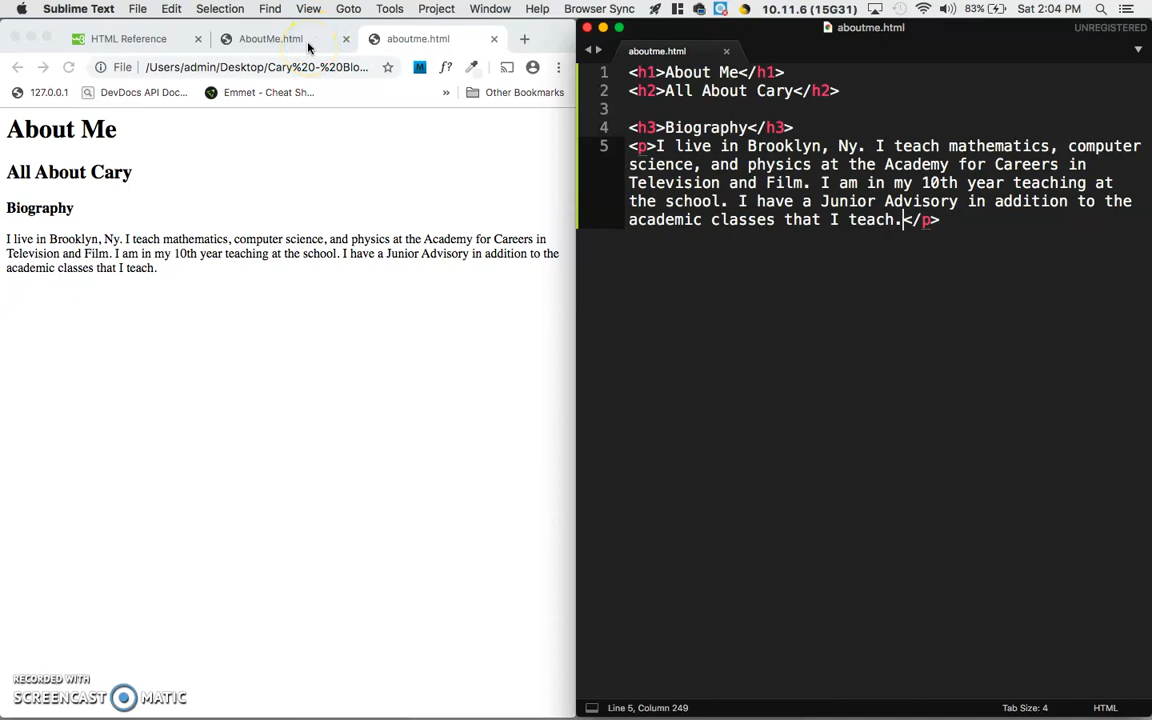 Sublime Text File Edit Selection Find View Goto Tools Project Window Help Browser Sync 10.11.6 (15G31) 83% Sat 2:04 PM
HTML Reference AboutMe.html aboutme.html
File /Users/admin/Desktop/Cary%20-%20Blo...
127.0.0.1 DevDocs API Doc... Emmet - Cheat Sh... » Other Bookmarks
About Me
All About Cary
Biography
I live in Brooklyn, Ny. I teach mathematics, computer science, and physics at the Academy for Careers in
Television and Film. I am in my 10th year teaching at the school. I have a Junior Advisory in addition to the
academic classes that I teach.
RECORDED WITH
SCREENCAST MATIC
aboutme.html UNREGISTERED
aboutme.html
1 <h1>About Me</h1>
2 <h2>All About Cary</h2>
3
4 <h3>Biography</h3>
5 <p>I live in Brooklyn, Ny. I teach mathematics, computer
science, and physics at the Academy for Careers in
Television and Film. I am in my 10th year teaching at
the school. I have a Junior Advisory in addition to the
academic classes that I teach.</p>
Line 5, Column 249 Tab Size: 4 HTML